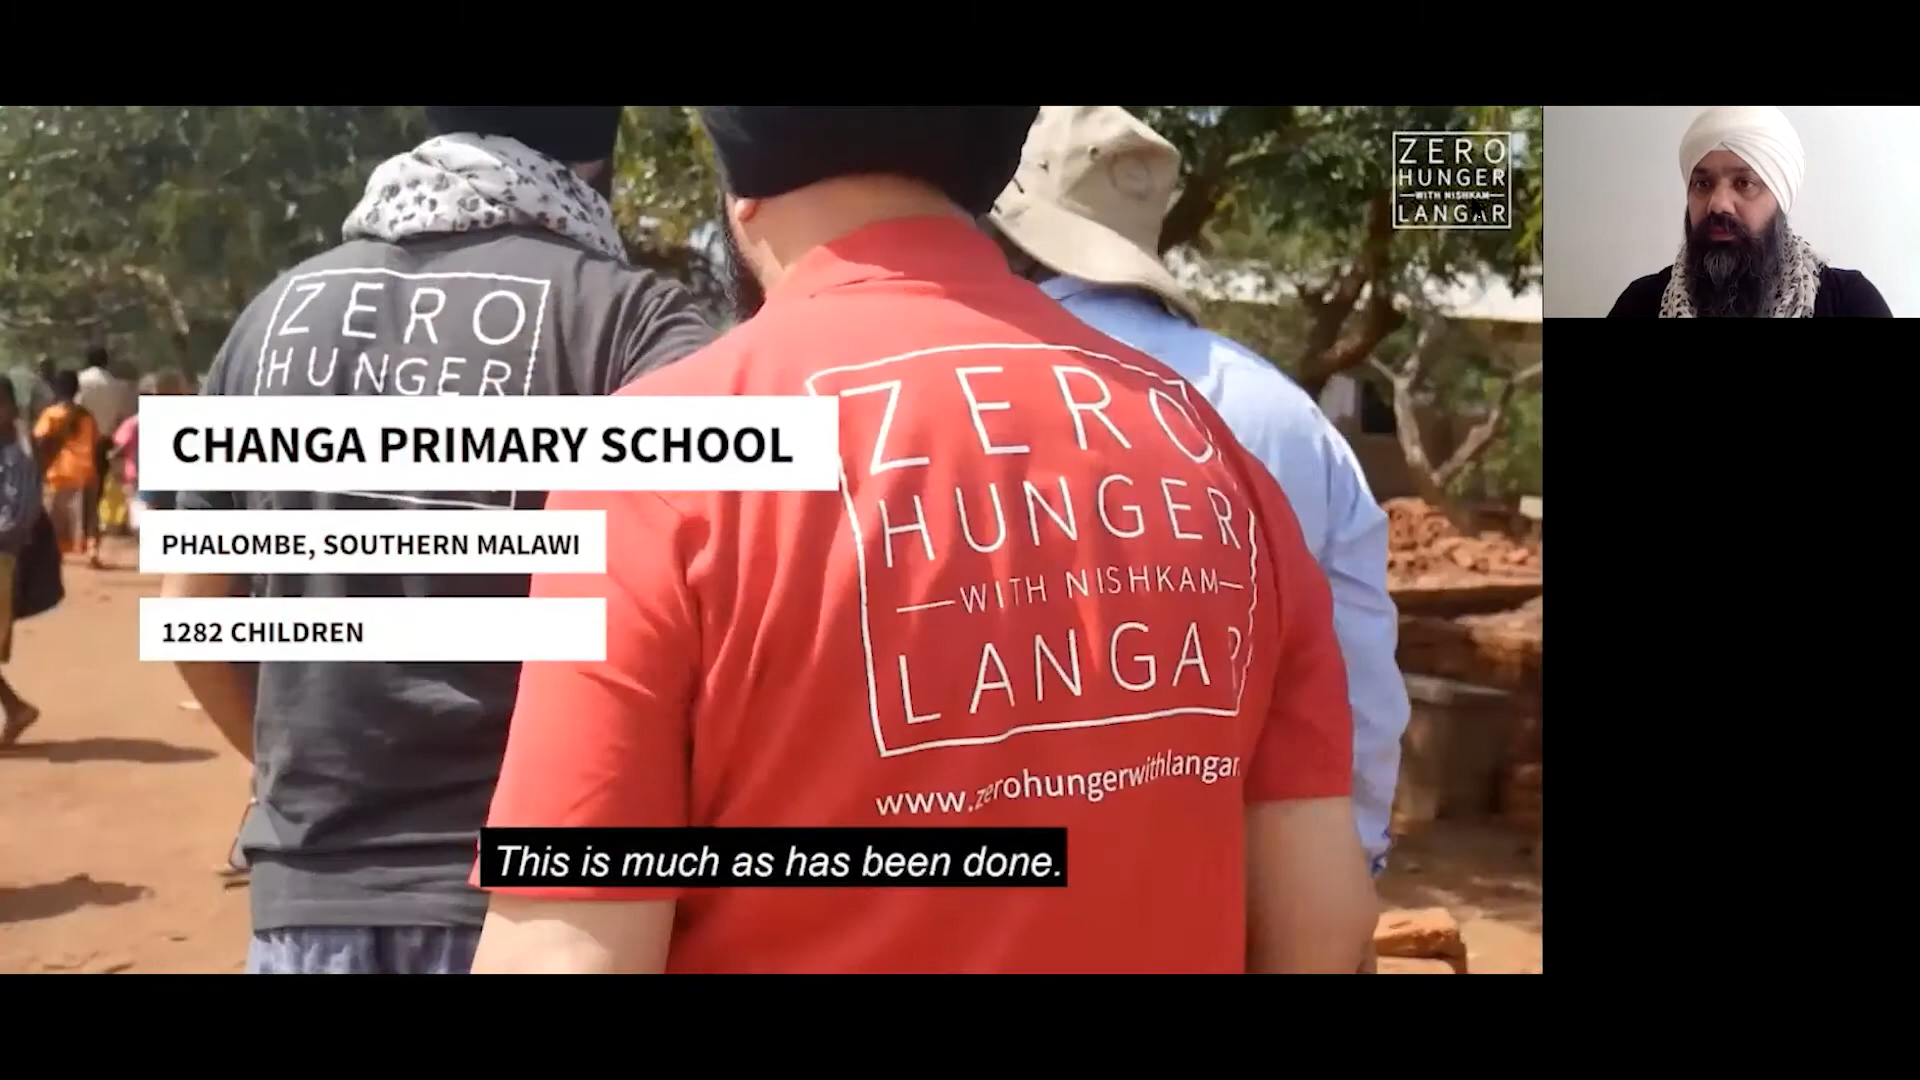 ZERO
HUNGER
WITH NISHKAM
LANGAR
ZERO
HUNGER
ZERO
HUNGER
WITH NISHKAM
LANGAR
www.zerohungerwithlangar
CHANGA PRIMARY SCHOOL
PHALOMBE, SOUTHERN MALAWI
1282 CHILDREN
This is much as has been done.